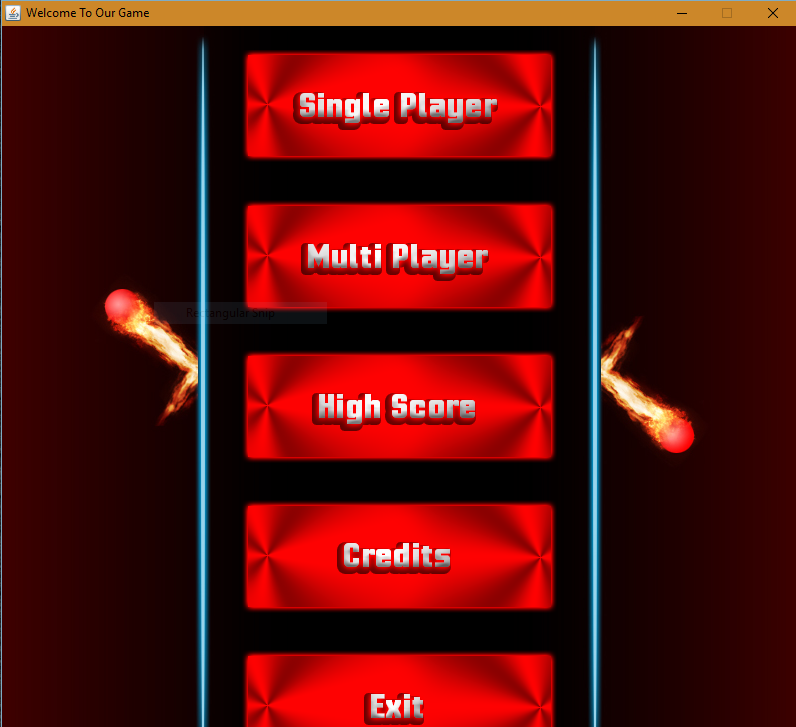 Welcome To Our Game
Single Player
Multi Player
Rectangular Snip
High Score
Credits
Exit